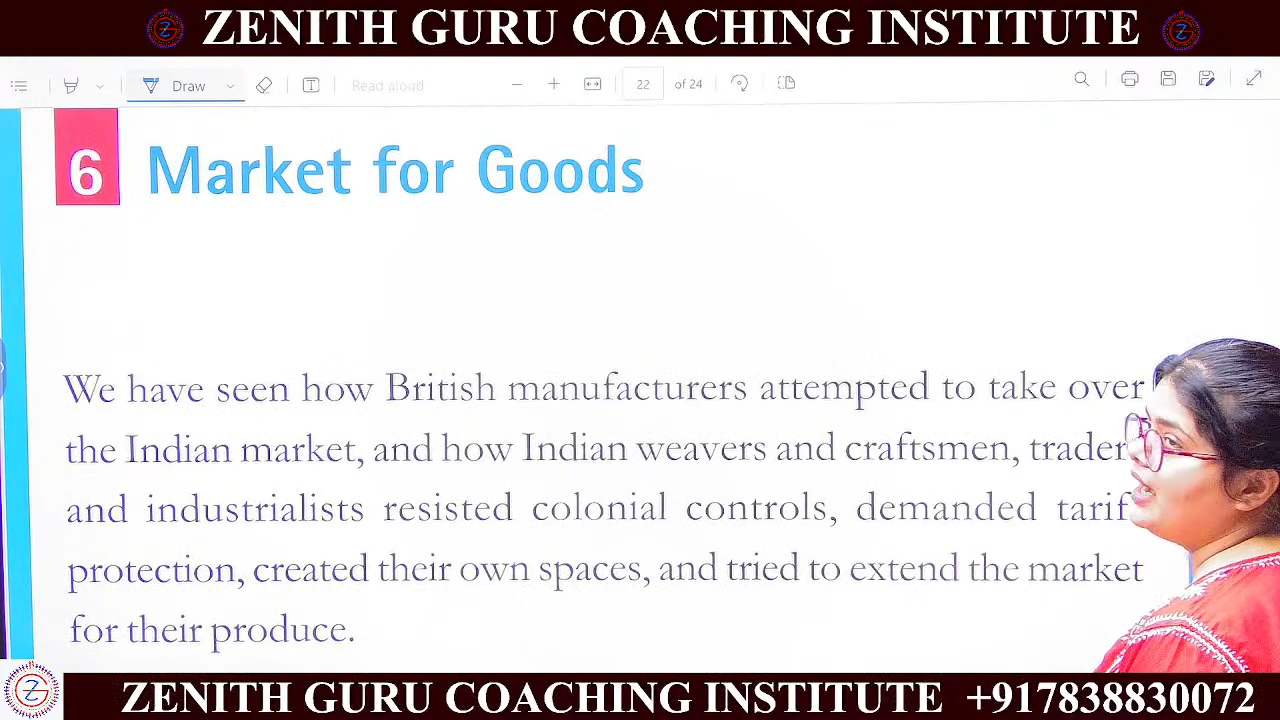 ZENITH GURU COACHING INSTITUTE
Draw
Read aloud
22 of 24
6 Market for Goods
We have seen how British manufacturers attempted to take over
the Indian market, and how Indian weavers and craftsmen, trader
and industrialists resisted colonial controls, demanded tarif
protection, created their own spaces, and tried to extend the market
for their produce.
ZENITH GURU COACHING INSTITUTE +917838830072